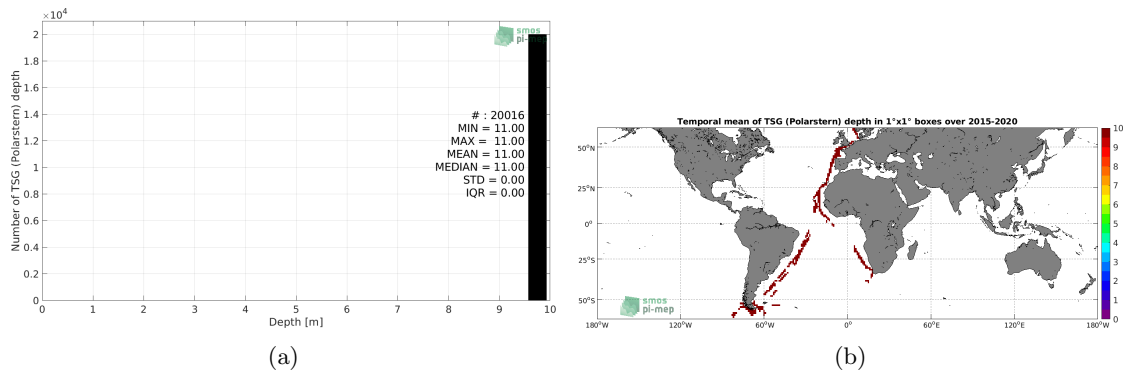 ×10⁴
smos
pi-mep
2
1.8
1.6
1.4
1.2
1
0.8
0.6
0.4
0.2
0
Number of TSG (Polarstern) depth
# : 20016
MIN = 11.00
MAX = 11.00
MEAN = 11.00
MEDIAN = 11.00
STD = 0.00
IQR = 0.00
0 1 2 3 4 5 6 7 8 9 10
Depth [m]
(a)
Temporal mean of TSG (Polarstern) depth in 1°x1° boxes over 2015-2020
50°N
25°N
0°
25°S
50°S
smos
pi-mep
180°W 120°W 60°W 0° 60°E 120°E 180°W
10
9
8
7
6
5
4
3
2
1
0
(b)